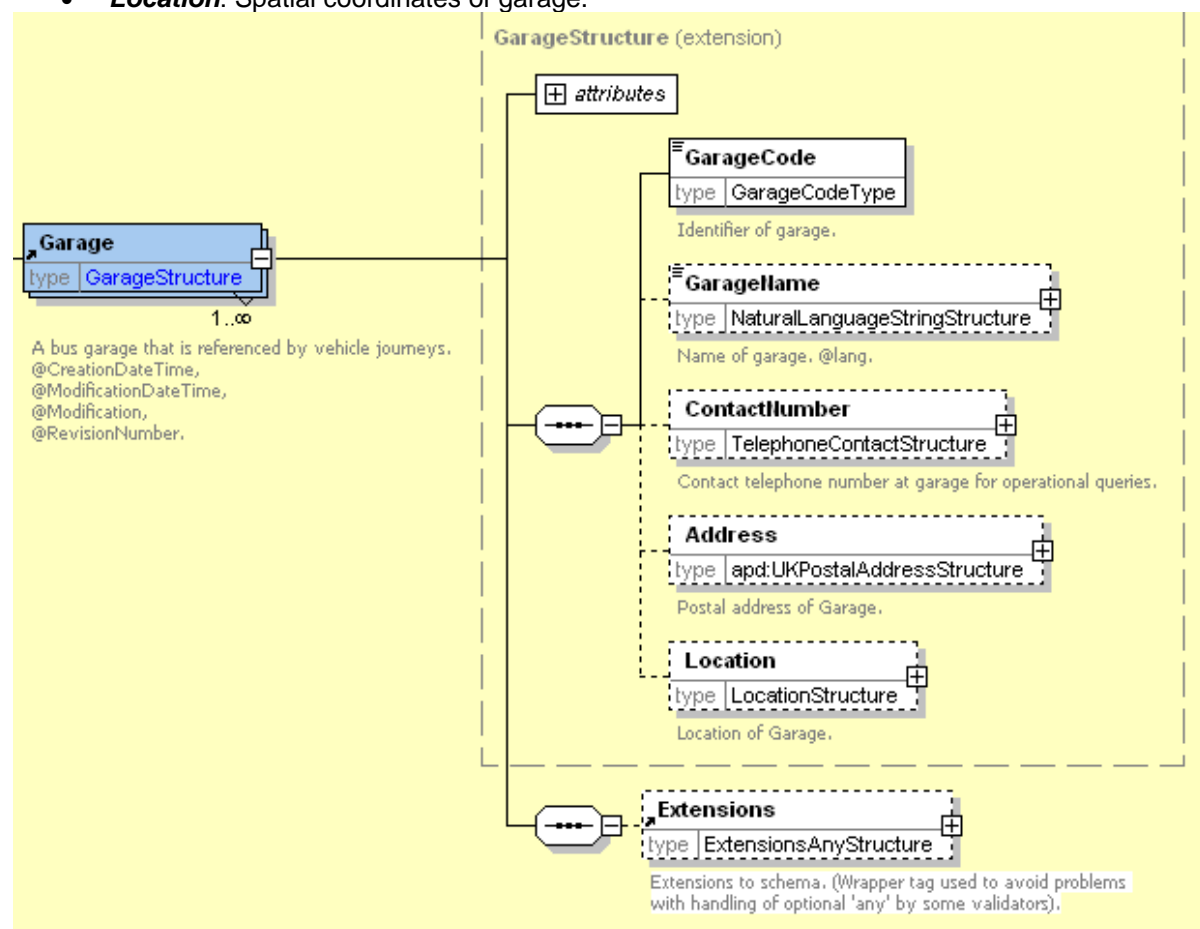 • Location: Spatial coordinates of garage.
GarageStructure (extension)
attributes
GarageCode
type GarageCodeType
Identifier of garage.
Garage
type GarageStructure
1..∞
A bus garage that is referenced by vehicle journeys.
@CreationDateTime,
@ModificationDateTime,
@Modification,
@RevisionNumber.
GarageName
type NaturalLanguageStringStructure
Name of garage. @lang.
ContactNumber
type TelephoneContactStructure
Contact telephone number at garage for operational queries.
Address
type apd:UKPostalAddressStructure
Postal address of Garage.
Location
type LocationStructure
Location of Garage.
Extensions
type ExtensionsAnyStructure
Extensions to schema. (Wrapper tag used to avoid problems
with handling of optional 'any' by some validators).